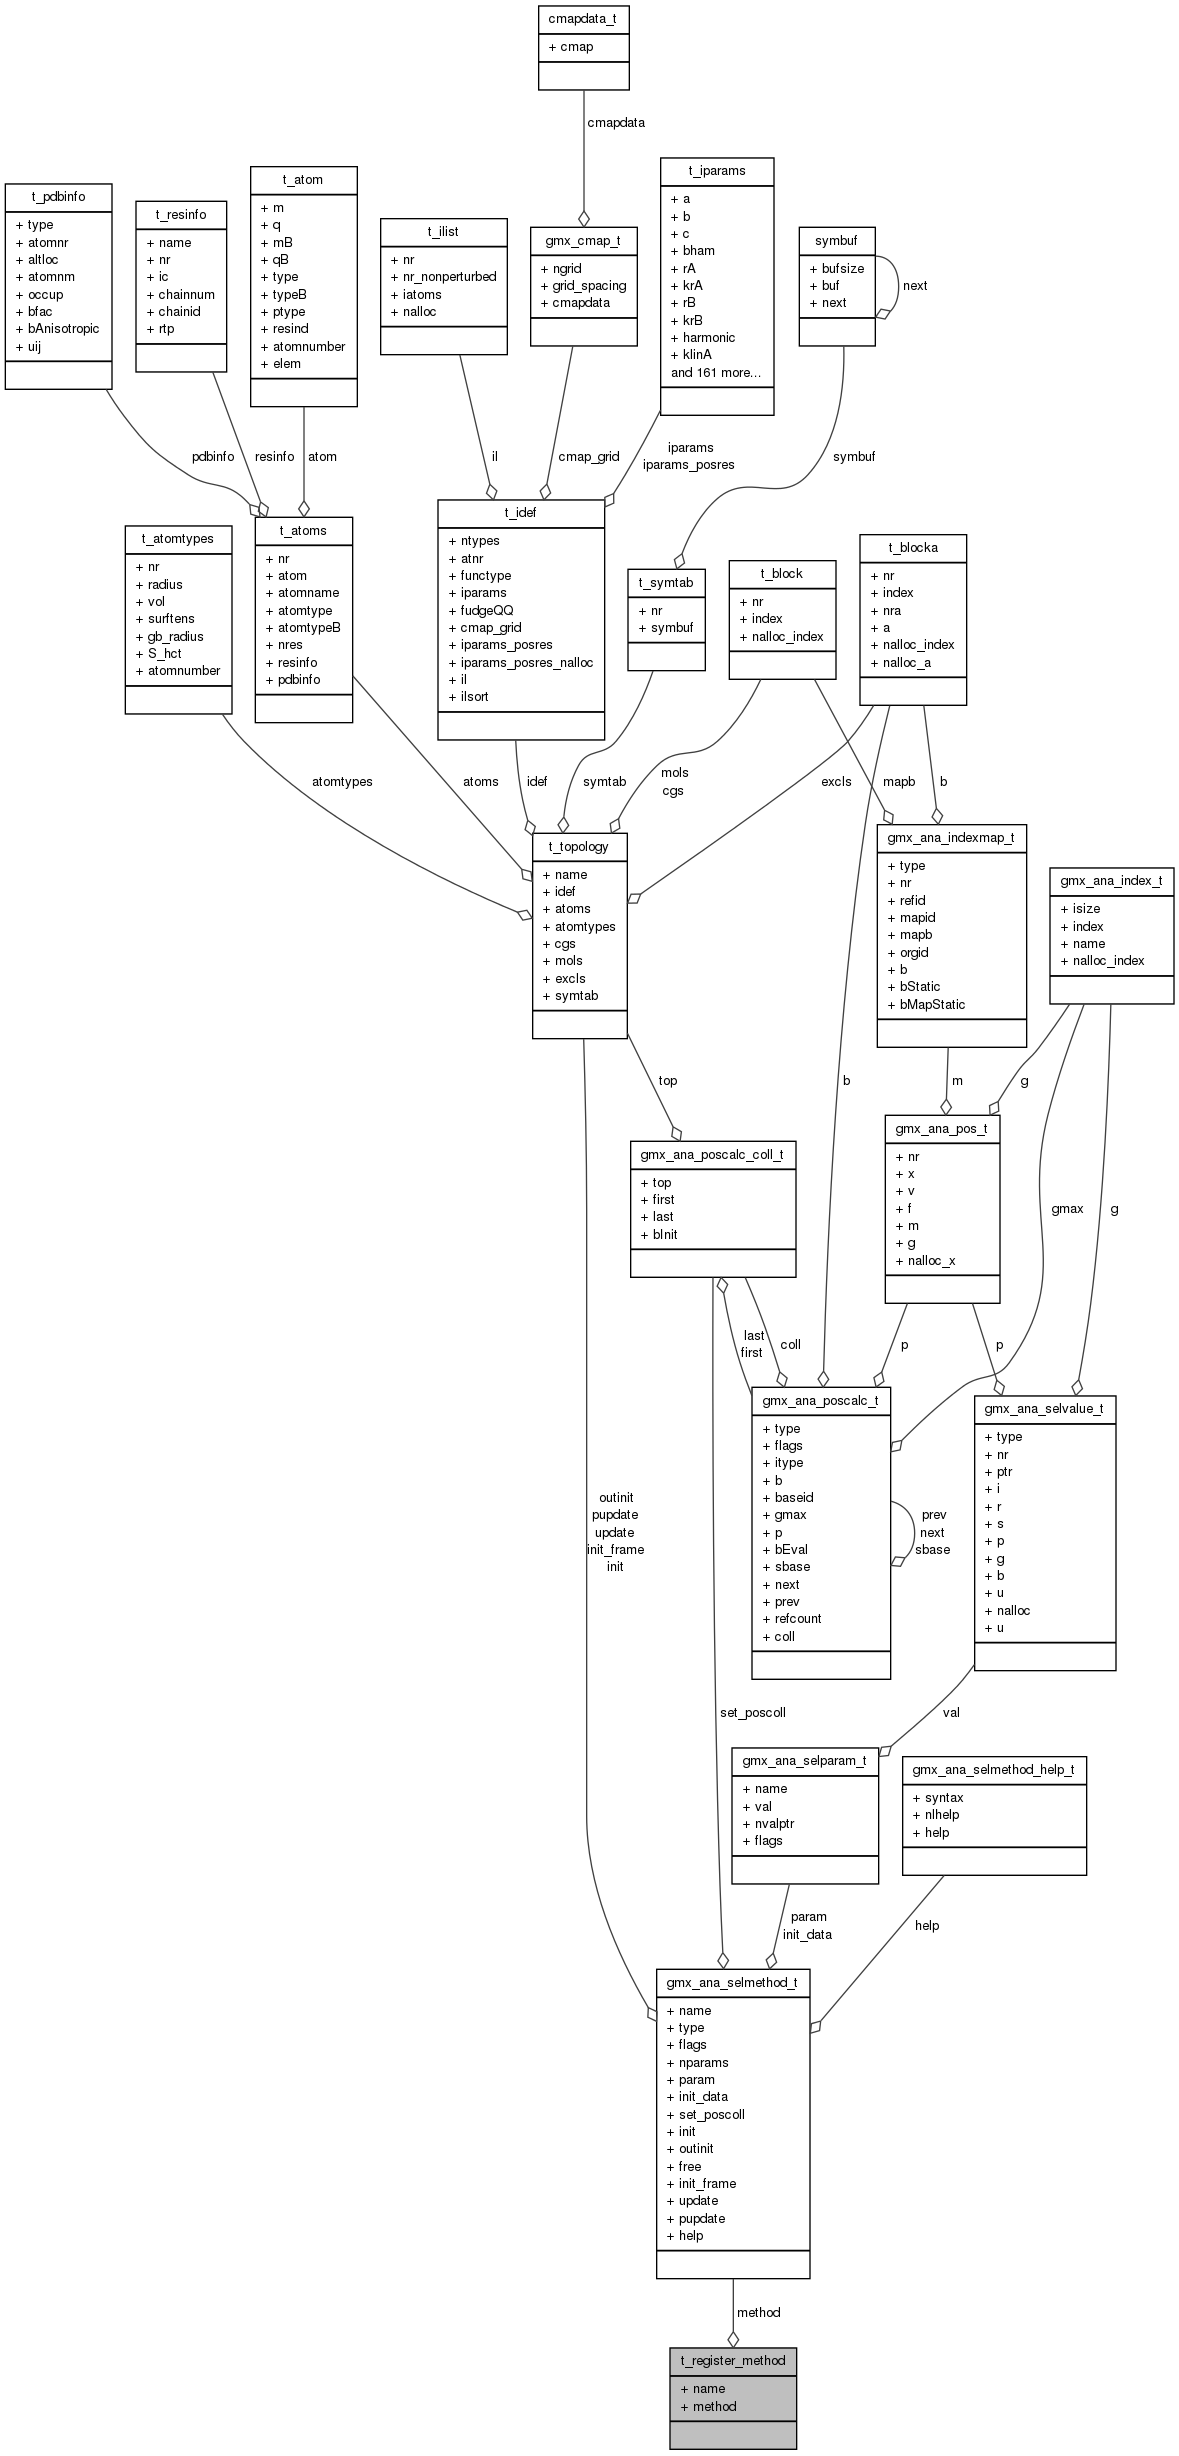 cmapdata_t
+ cmap
cmapdata
t_pdbinfo
+ type
+ atomnr
+ altloc
+ atomnm
+ occup
+ bfac
+ bAnisotropic
+ uij
t_resinfo
+ name
+ nr
+ ic
+ chainnum
+ chainid
+ rtp
t_atom
+ m
+ q
+ mB
+ qB
+ type
+ typeB
+ ptype
+ resind
+ atomnumber
+ elem
t_ilist
+ nr
+ nr_nonperturbed
+ iatoms
+ nalloc
gmx_cmap_t
+ ngrid
+ grid_spacing
+ cmapdata
t_iparams
+ a
+ b
+ c
+ bham
+ rA
+ krA
+ rB
+ krB
+ harmonic
+ klinA
and 161 more...
symbuf
+ bufsize
+ buf
+ next
next
pdbinfo
resinfo
atom
il
cmap_grid
iparams
iparams_posres
symbuf
t_atomtypes
+ nr
+ radius
+ vol
+ surftens
+ gb_radius
+ S_hct
+ atomnumber
t_atoms
+ nr
+ atom
+ atomname
+ atomtype
+ atomtypeB
+ nres
+ resinfo
+ pdbinfo
t_idef
+ ntypes
+ atnr
+ functype
+ iparams
+ fudgeQQ
+ cmap_grid
+ iparams_posres
+ iparams_posres_nalloc
+ il
+ ilsort
t_symtab
+ nr
+ symbuf
t_block
+ nr
+ index
+ nalloc_index
t_blocka
+ nr
+ index
+ nra
+ a
+ nalloc_index
+ nalloc_a
atomtypes
atoms
idef
symtab
mols
cgs
excls
mapb
b
t_topology
+ name
+ idef
+ atoms
+ atomtypes
+ cgs
+ mols
+ excls
+ symtab
gmx_ana_indexmap_t
+ type
+ nr
+ refid
+ mapid
+ mapb
+ orgid
+ b
+ bStatic
+ bMapStatic
gmx_ana_index_t
+ isize
+ index
+ name
+ nalloc_index
top
b
m
g
gmx_ana_poscalc_coll_t
+ top
+ first
+ last
+ bInit
gmx_ana_pos_t
+ nr
+ x
+ v
+ f
+ m
+ g
+ nalloc_x
gmax
g
last
first
coll
p
p
gmx_ana_poscalc_t
+ type
+ flags
+ itype
+ b
+ baseid
+ gmax
+ p
+ bEval
+ sbase
+ next
+ prev
+ refcount
+ coll
prev
next
sbase
gmx_ana_selvalue_t
+ type
+ nr
+ ptr
+ i
+ r
+ s
+ p
+ g
+ b
+ u
+ nalloc
+ u
outinit
pupdate
update
init_frame
init
set_poscoll
val
gmx_ana_selparam_t
+ name
+ val
+ nvalptr
+ flags
gmx_ana_selmethod_help_t
+ syntax
+ nlhelp
+ help
param
init_data
help
gmx_ana_selmethod_t
+ name
+ type
+ flags
+ nparams
+ param
+ init_data
+ set_poscoll
+ init
+ outinit
+ free
+ init_frame
+ update
+ pupdate
+ help
method
t_register_method
+ name
+ method